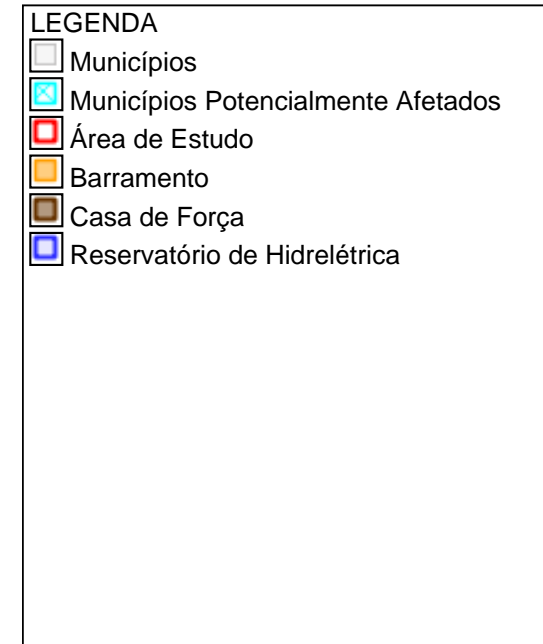 LEGENDA
Municípios
Municípios Potencialmente Afetados
Área de Estudo
Barramento
Casa de Força
Reservatório de Hidrelétrica